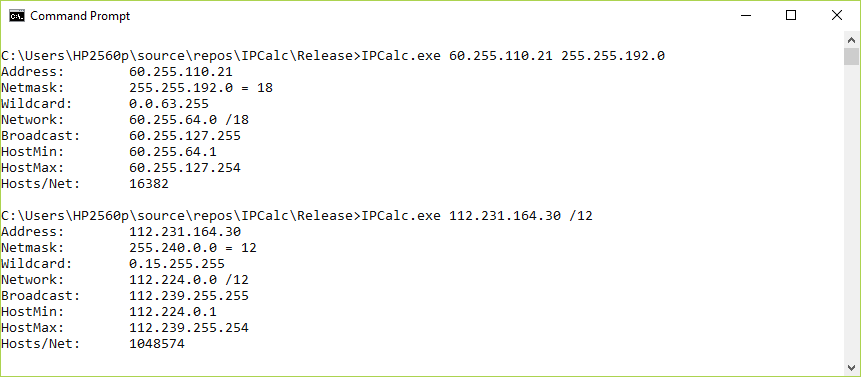 Command Prompt
C:\Users\HP2560p\source\repos\IPCalc\Release>IPCalc.exe 60.255.110.21 255.255.192.0
Address:        60.255.110.21
Netmask:        255.255.192.0 = 18
Wildcard:       0.0.63.255
Network:        60.255.64.0 /18
Broadcast:      60.255.127.255
HostMin:        60.255.64.1
HostMax:        60.255.127.254
Hosts/Net:      16382
C:\Users\HP2560p\source\repos\IPCalc\Release>IPCalc.exe 112.231.164.30 /12
Address:        112.231.164.30
Netmask:        255.240.0.0 = 12
Wildcard:       0.15.255.255
Network:        112.224.0.0 /12
Broadcast:      112.239.255.255
HostMin:        112.224.0.1
HostMax:        112.239.255.254
Hosts/Net:      1048574